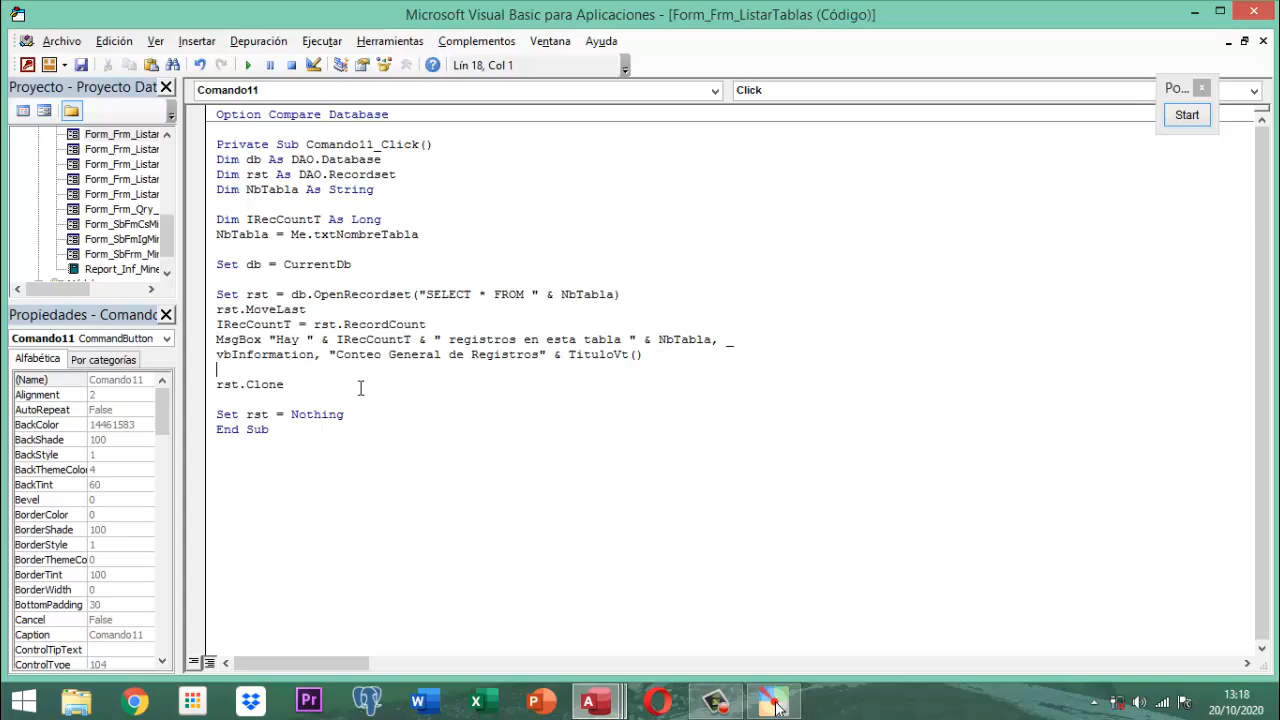 Microsoft Visual Basic para Aplicaciones - [Form_Frm_ListarTablas (Código)]
Archivo Edición Ver Insertar Depuración Ejecutar Herramientas Complementos Ventana Ayuda
Lín 18, Col 1
Proyecto - Proyecto Dat
Form_Frm_Listar
Form_Frm_Listar
Form_Frm_Listar
Form_Frm_Listar
Form_Frm_Listar
Form_Frm_Qry_
Form_SbFmCsMi
Form_SbFmIgMi
Form_SbFrm_Mi
Report_Inf_Mine
Propiedades - Comando
Comando11 CommandButton
Alfabética Por categorías
(Name) Comando11
Alignment 2
AutoRepeat False
BackColor 14461583
BackShade 100
BackStyle 1
BackThemeColor 4
BackTint 60
Bevel 0
BorderColor 0
BorderShade 100
BorderStyle 1
BorderThemeCo 0
BorderTint 100
BorderWidth 0
BottomPadding 30
Cancel False
Caption Comando11
ControlTipText
ControlType 104
Comando11 Click
Po...
Start
Option Compare Database
Private Sub Comando11_Click()
Dim db As DAO.Database
Dim rst As DAO.Recordset
Dim NbTabla As String
Dim IRecCountT As Long
NbTabla = Me.txtNombreTabla
Set db = CurrentDb
Set rst = db.OpenRecordset("SELECT * FROM " & NbTabla)
rst.MoveLast
IRecCountT = rst.RecordCount
MsgBox "Hay " & IRecCountT & " registros en esta tabla " & NbTabla, _
vbInformation, "Conteo General de Registros" & TituloVt()
rst.Clone
Set rst = Nothing
End Sub
Pr
13:18
20/10/2020